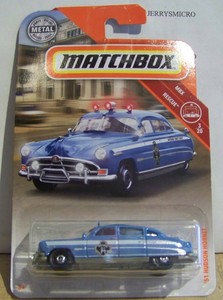 JERRYSMICRO
METAL
MATCHBOX
MBX
RESCUE
'51 HUDSON HORNET